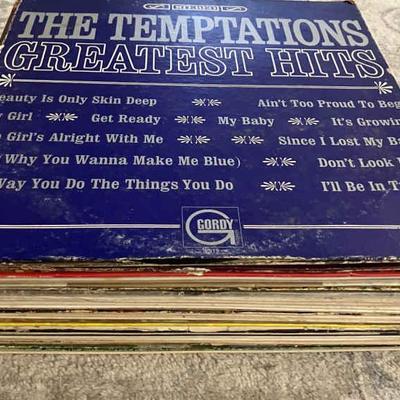 STEREO
THE TEMPTATIONS
GREATEST HITS
eauty Is Only Skin Deep Ain't Too Proud To Beg
y Girl Get Ready My Baby It's Growin
Girl's Alright With Me Since I Lost My Ba
(Why You Wanna Make Me Blue) Don't Look
Way You Do The Things You Do I'll Be In T
GORDY
G